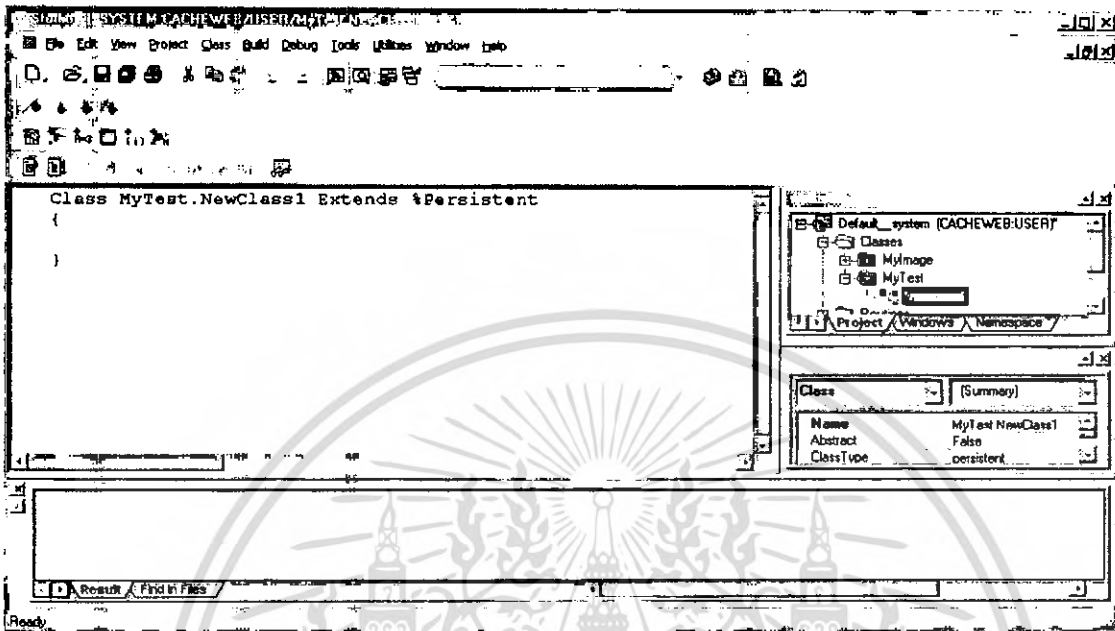 File Edit View Project Class Build Debug Tools Utilities Window Help
Class MyTest.NewClass1 Extends %Persistent
{
}
Default__system (CACHEWEB:USER)*
Classes
MyImage
MyTest
Project Windows Namespace
Class (Summary)
Name MyTest.NewClass1
Abstract False
ClassType persistent
Result Find in Files
Ready